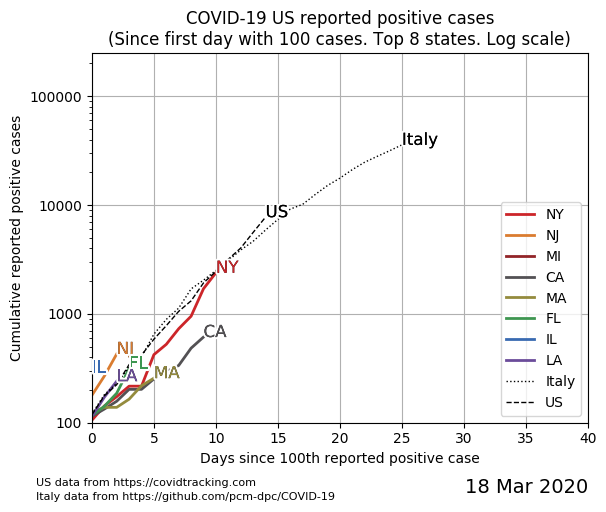 COVID-19 US reported positive cases
(Since first day with 100 cases. Top 8 states. Log scale)
Cumulative reported positive cases
100000
10000
1000
100
Italy
US
NY
CA
NJ
FL
IL
LA
MA
NY
NJ
MI
CA
MA
FL
IL
LA
Italy
US
0 5 10 15 20 25 30 35 40
Days since 100th reported positive case
US data from https://covidtracking.com
Italy data from https://github.com/pcm-dpc/COVID-19
18 Mar 2020